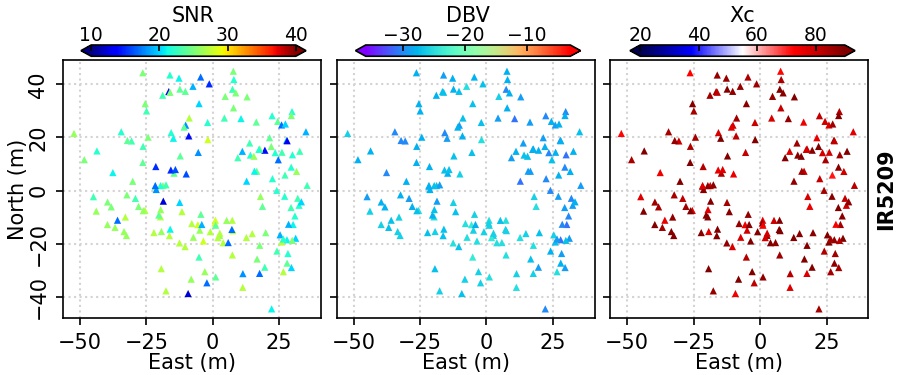 SNR DBV Xc
10 20 30 40 −30 −20 −10 20 40 60 80
North (m)
40
20
0
−20
−40
−50 −25 0 25 −50 −25 0 25 −50 −25 0 25
East (m) East (m) East (m)
IR5209